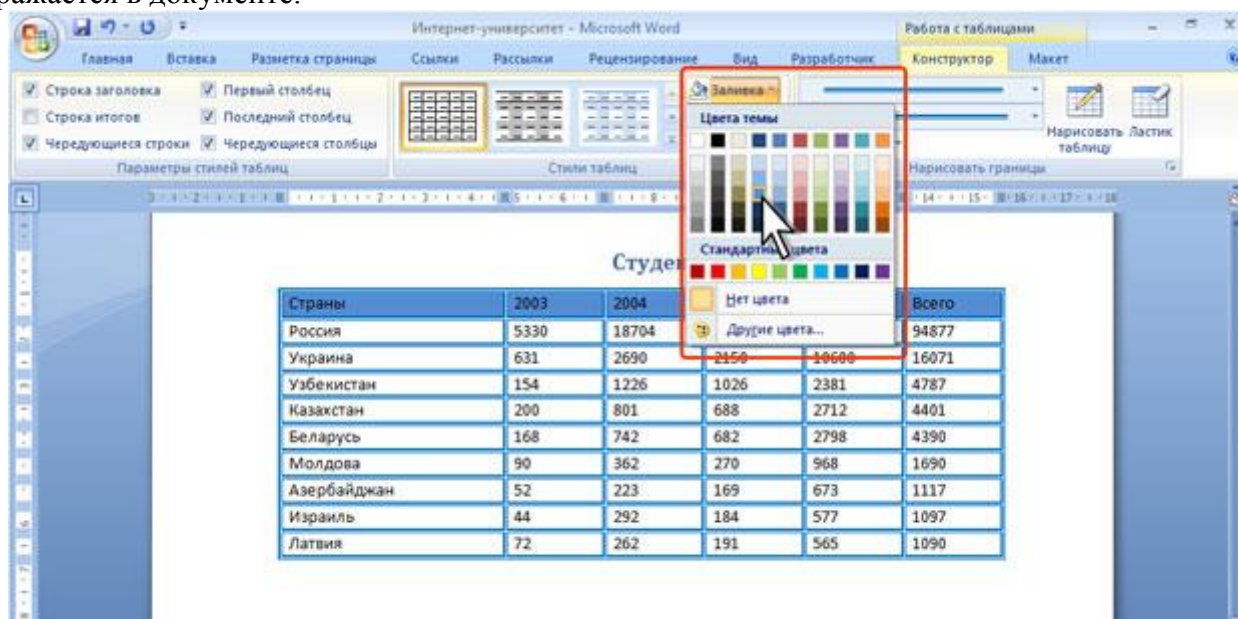 ражается в документе.
Интернет-университет - Microsoft Word Работа с таблицами
Главная Вставка Разметка страницы Ссылки Рассылки Рецензирование Вид Разработчик Конструктор Макет
Строка заголовка Первый столбец Заливка
Строка итогов Последний столбец
Чередующиеся строки Чередующиеся столбцы
Нарисовать таблицу Ластик
Параметры стилей таблиц Стили таблиц Нарисовать границы
Цвета темы
Стандартные цвета
Нет цвета
Другие цвета...
Студе
Страны 2003 2004 Всего
Россия 5330 18704 94877
Украина 631 2690 2150 10600 16071
Узбекистан 154 1226 1026 2381 4787
Казахстан 200 801 688 2712 4401
Беларусь 168 742 682 2798 4390
Молдова 90 362 270 968 1690
Азербайджан 52 223 169 673 1117
Израиль 44 292 184 577 1097
Латвия 72 262 191 565 1090